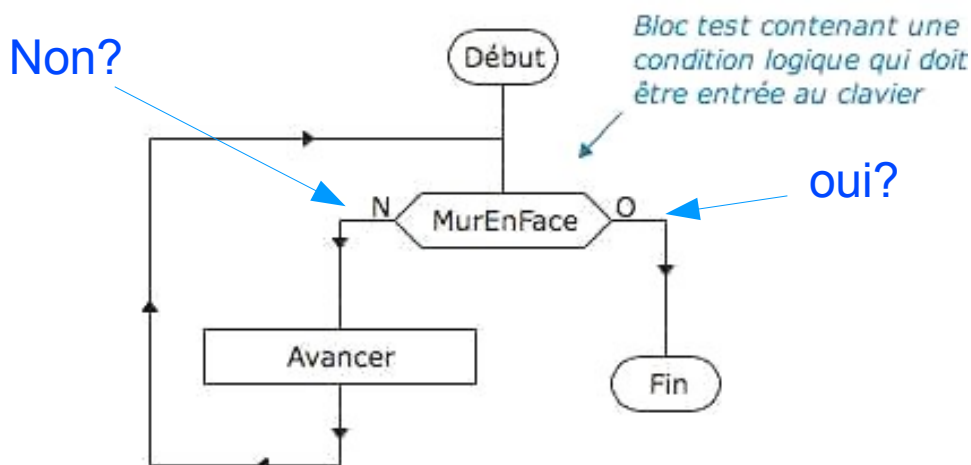 Non?
Début
Bloc test contenant une
condition logique qui doit
être entrée au clavier
oui?
N
MurEnFace
O
Avancer
Fin